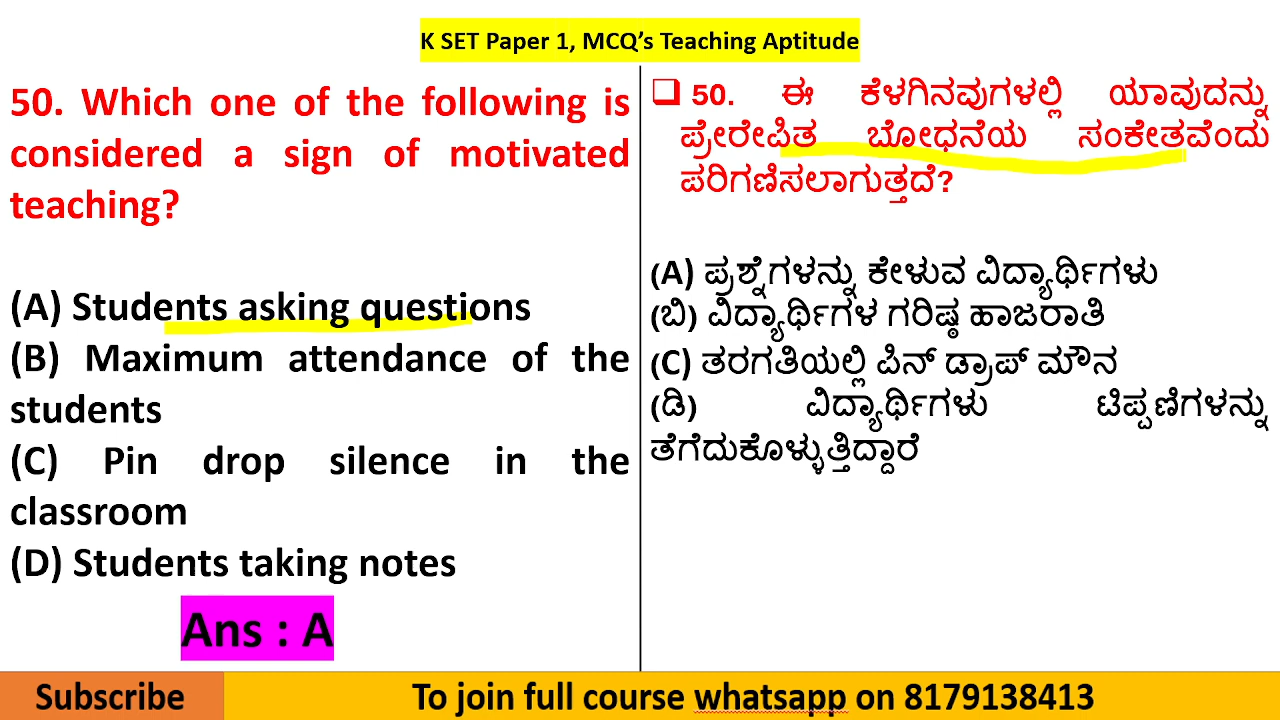 K SET Paper 1, MCQ's Teaching Aptitude
50. Which one of the following is
considered a sign of motivated
teaching?
(A) Students asking questions
(B) Maximum attendance of the
students
(C) Pin drop silence in the
classroom
(D) Students taking notes
Ans : A
❑ 50. ಈ ಕೆಳಗಿನವುಗಳಲ್ಲಿ ಯಾವುದನ್ನು
ಪ್ರೇರೇಪಿತ ಬೋಧನೆಯ ಸಂಕೇತವೆಂದು
ಪರಿಗಣಿಸಲಾಗುತ್ತದೆ?
(A) ಪ್ರಶ್ನೆಗಳನ್ನು ಕೇಳುವ ವಿದ್ಯಾರ್ಥಿಗಳು
(ಬಿ) ವಿದ್ಯಾರ್ಥಿಗಳ ಗರಿಷ್ಠ ಹಾಜರಾತಿ
(C) ತರಗತಿಯಲ್ಲಿ ಪಿನ್ ಡ್ರಾಪ್ ಮೌನ
(ಡಿ) ವಿದ್ಯಾರ್ಥಿಗಳು ಟಿಪ್ಪಣಿಗಳನ್ನು
ತೆಗೆದುಕೊಳ್ಳುತ್ತಿದ್ದಾರೆ
Subscribe
To join full course whatsapp on 8179138413